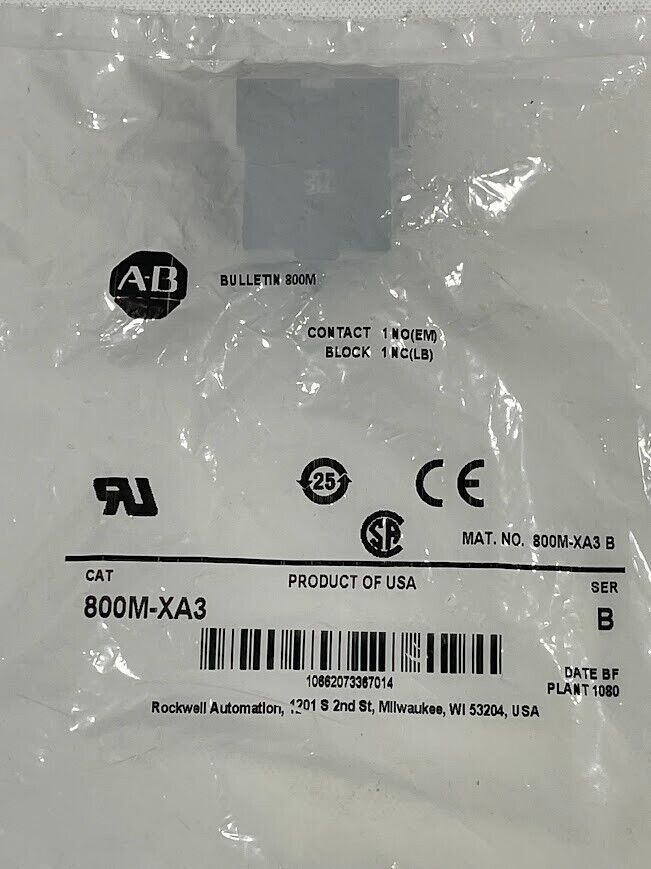 A-B
BULLETIN 800M
CONTACT 1 NO(EM)
BLOCK 1 NC(LB)
25
CE
MAT. NO. 800M-XA3 B
CAT
PRODUCT OF USA
SER
800M-XA3
B
10662073367014
DATE BF
PLANT 1080
Rockwell Automation, 1201 S 2nd St, Milwaukee, WI 53204, USA